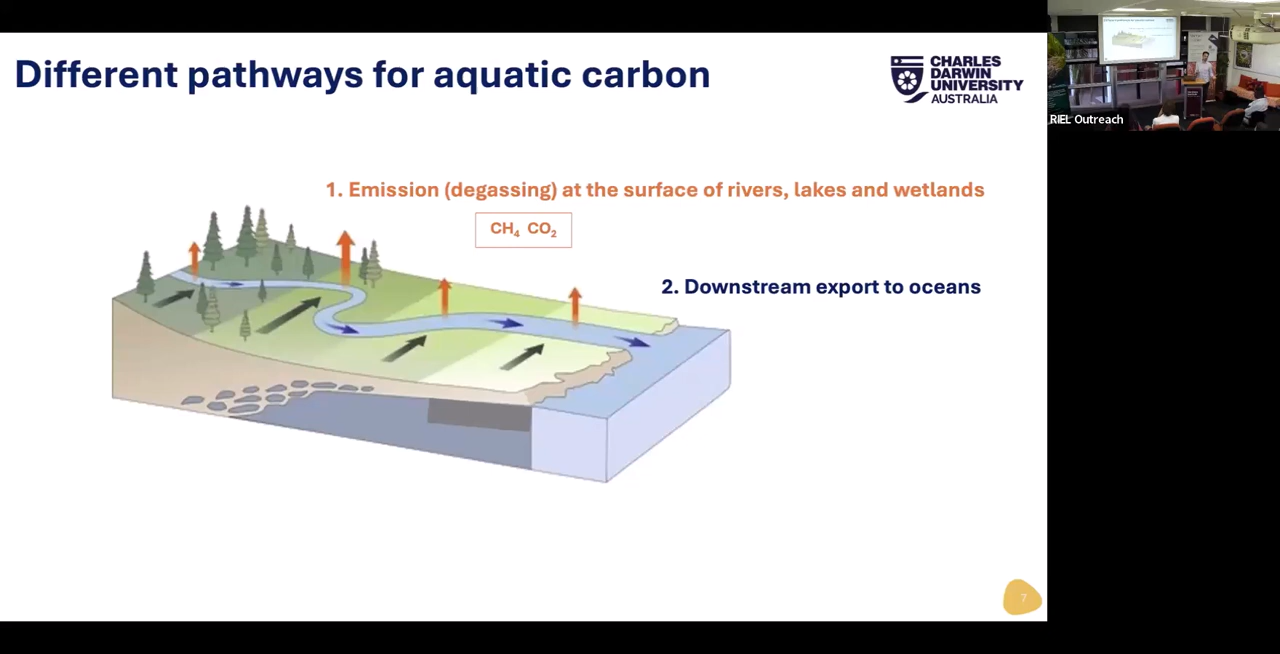 Different pathways for aquatic carbon
CHARLES
DARWIN
UNIVERSITY
AUSTRALIA
RIEL Outreach
1. Emission (degassing) at the surface of rivers, lakes and wetlands
CH₄ CO₂
2. Downstream export to oceans
7